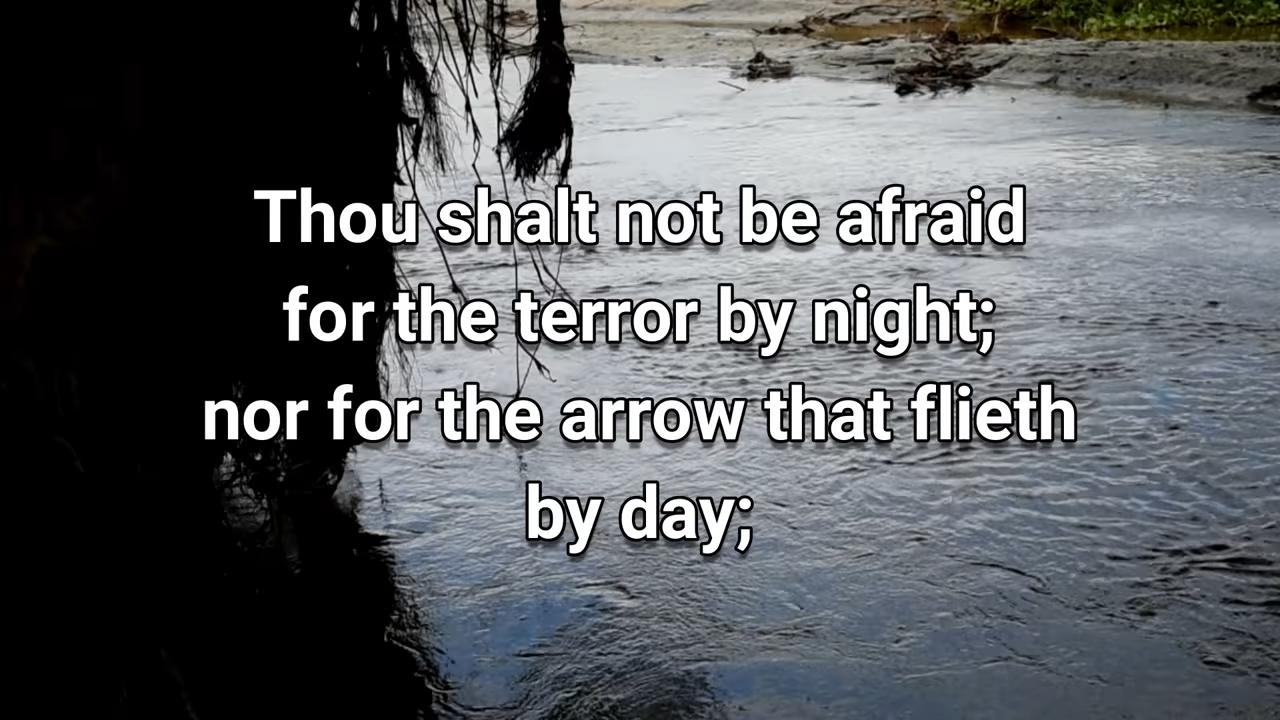 Thou shalt not be afraid
for the terror by night;
nor for the arrow that flieth
by day;